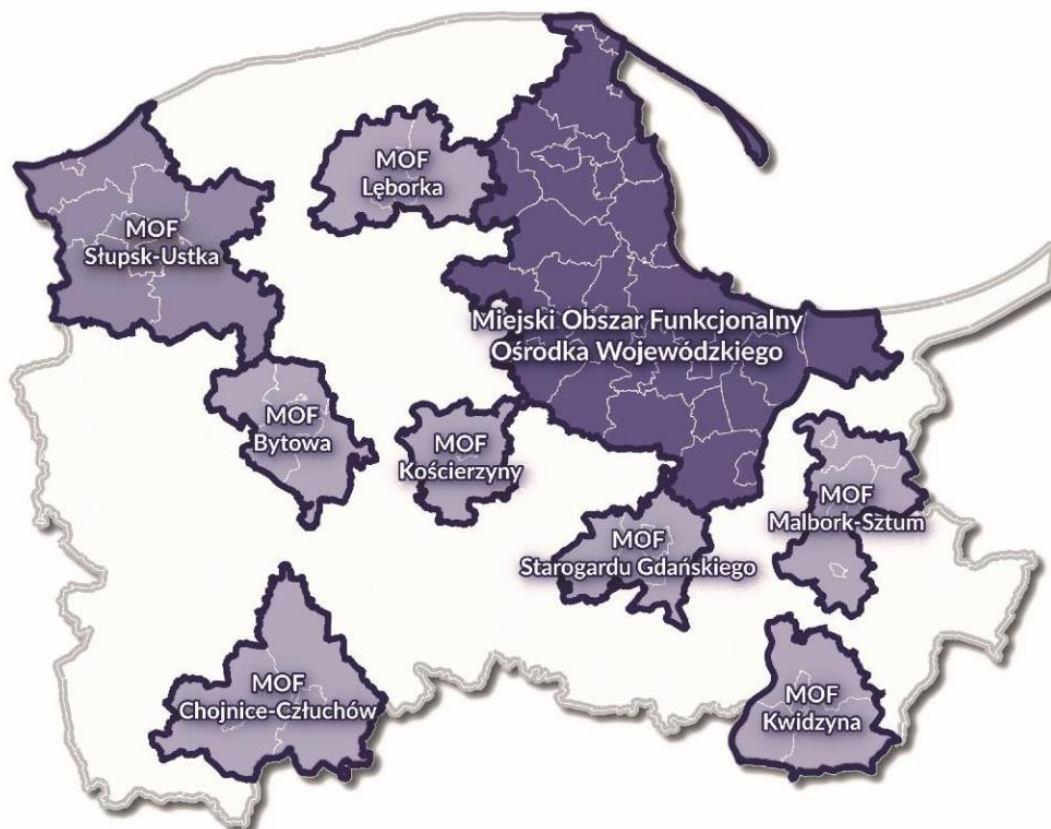 MOF
Lęborka
MOF
Słupsk-Ustka
Miejski Obszar Funkcjonalny
Ośrodka Wojewódzkiego
MOF
Bytowa
MOF
Kościerzyny
MOF
Malbork-Sztum
MOF
Starogardu Gdańskiego
MOF
Chojnice-Człuchów
MOF
Kwidzyna